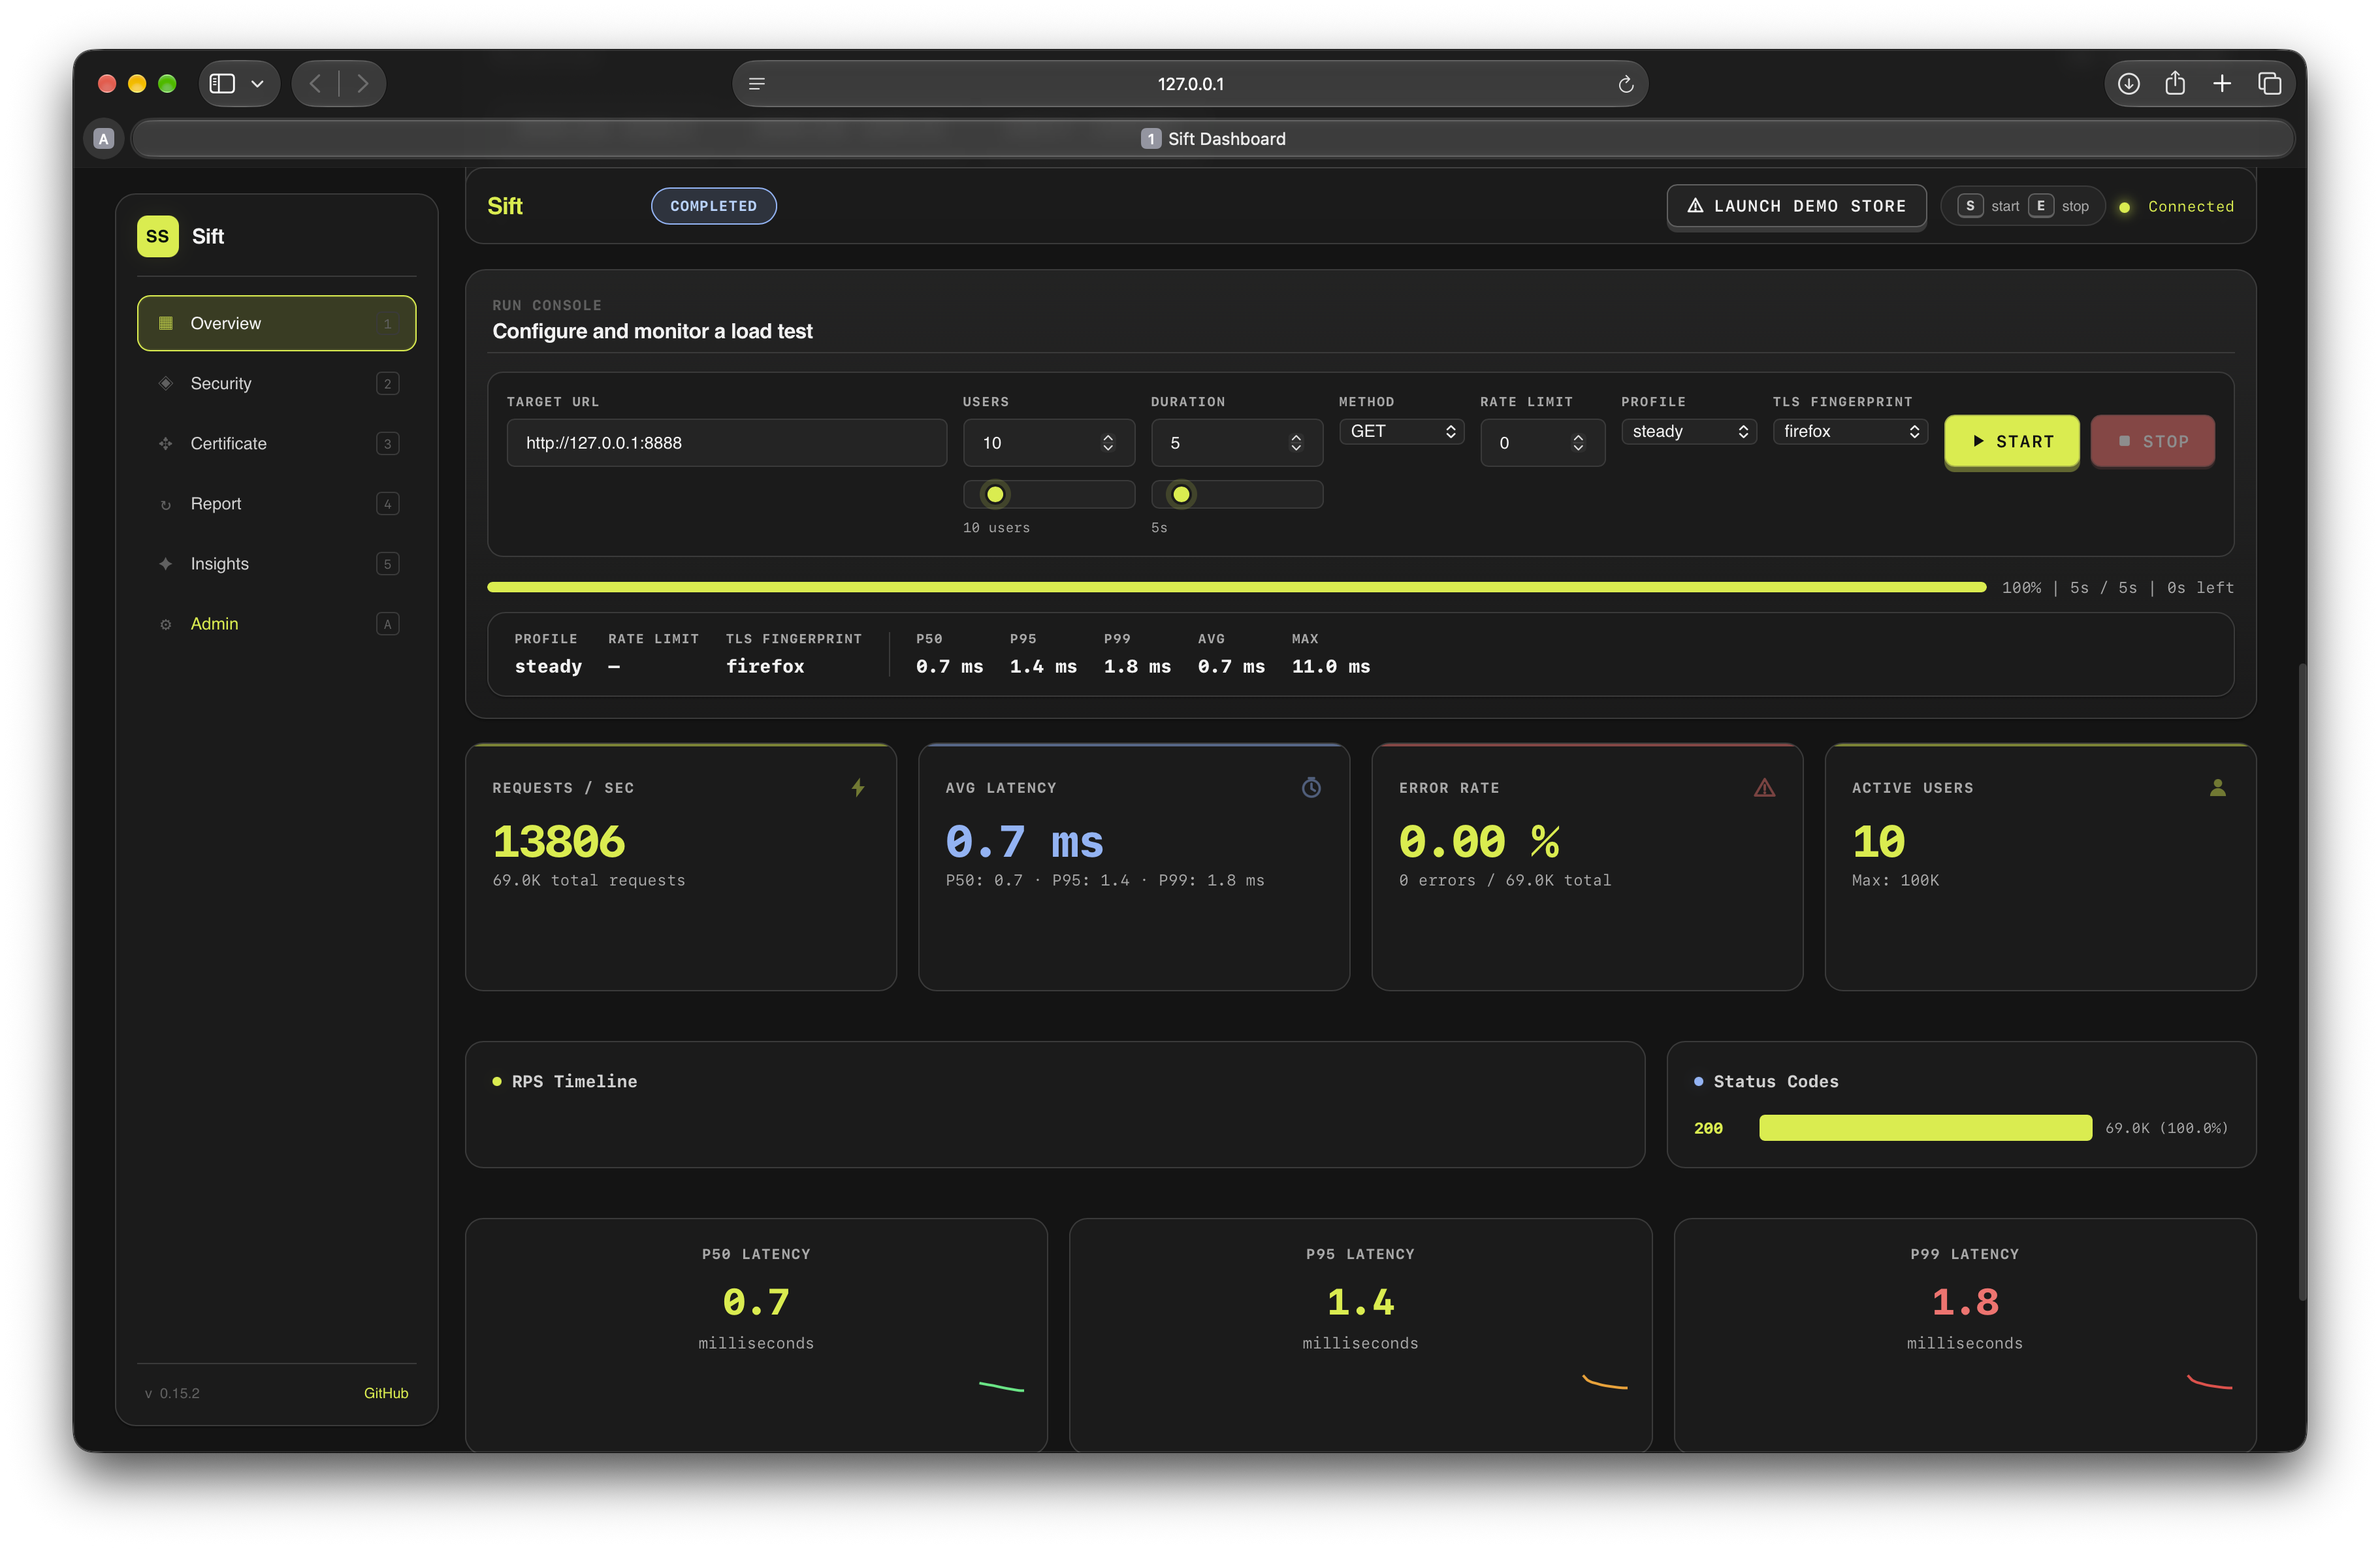 127.0.0.1
A
1 Sift Dashboard
SS Sift
Overview 1
Security 2
Certificate 3
Report 4
Insights 5
Admin A
v 0.15.2 GitHub
Sift COMPLETED LAUNCH DEMO STORE S start E stop Connected
RUN CONSOLE
Configure and monitor a load test
TARGET URL USERS DURATION METHOD RATE LIMIT PROFILE TLS FINGERPRINT
http://127.0.0.1:8888 10 5 GET 0 steady firefox START STOP
10 users 5s
100% | 5s / 5s | 0s left
PROFILE RATE LIMIT TLS FINGERPRINT P50 P95 P99 AVG MAX
steady — firefox 0.7 ms 1.4 ms 1.8 ms 0.7 ms 11.0 ms
REQUESTS / SEC
13806
69.0K total requests
AVG LATENCY
0.7 ms
P50: 0.7 · P95: 1.4 · P99: 1.8 ms
ERROR RATE
0.00 %
0 errors / 69.0K total
ACTIVE USERS
10
Max: 100K
RPS Timeline
Status Codes
200 69.0K (100.0%)
P50 LATENCY
0.7
milliseconds
P95 LATENCY
1.4
milliseconds
P99 LATENCY
1.8
milliseconds